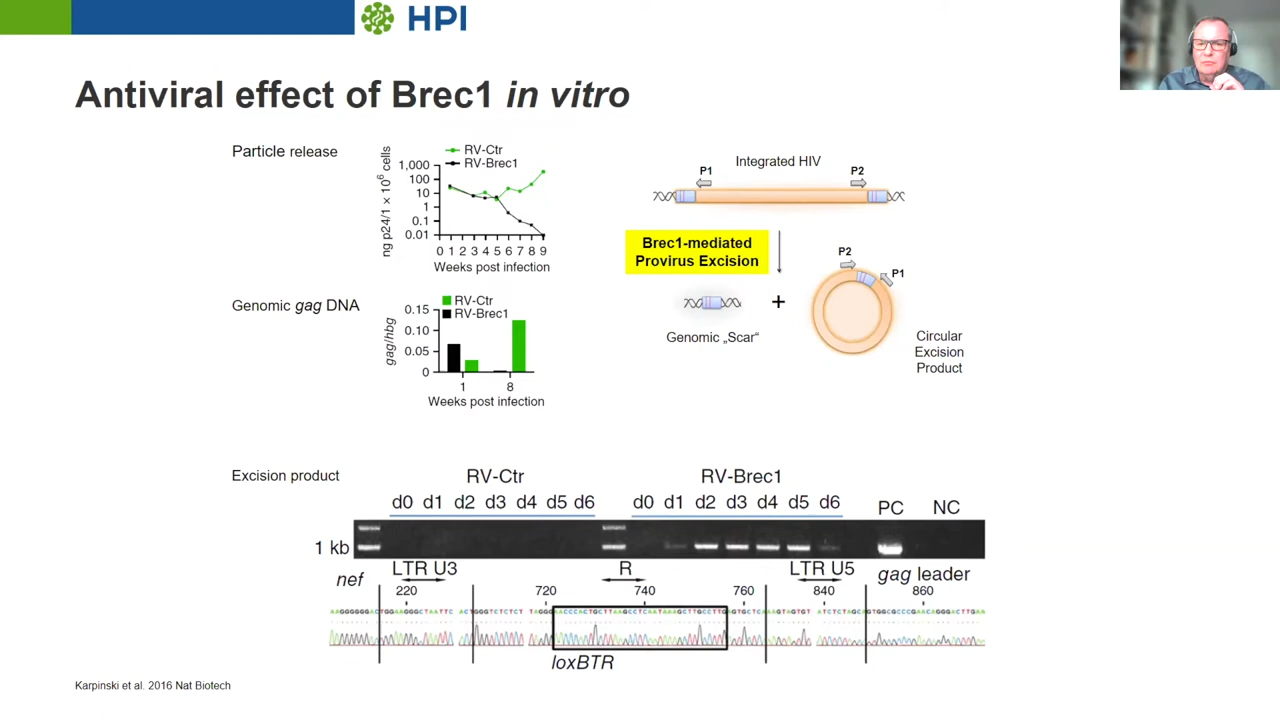 HPI
Antiviral effect of Brec1 in vitro
Particle release
RV-Ctr
RV-Brec1
ng p24/1 × 10⁶ cells
1,000
100
10
1
0.1
0.01
0 1 2 3 4 5 6 7 8 9
Weeks post infection
Genomic gag DNA
RV-Ctr
RV-Brec1
gag/hbg
0.15
0.10
0.05
0
1 8
Weeks post infection
Integrated HIV
P1 P2
Brec1-mediated
Provirus Excision
P2
P1
+
Genomic „Scar“
Circular
Excision
Product
Excision product
RV-Ctr RV-Brec1
d0 d1 d2 d3 d4 d5 d6 d0 d1 d2 d3 d4 d5 d6 PC NC
1 kb
nef LTR U3 R LTR U5 gag leader
220 720 740 760 840 860
loxBTR
Karpinski et al. 2016 Nat Biotech